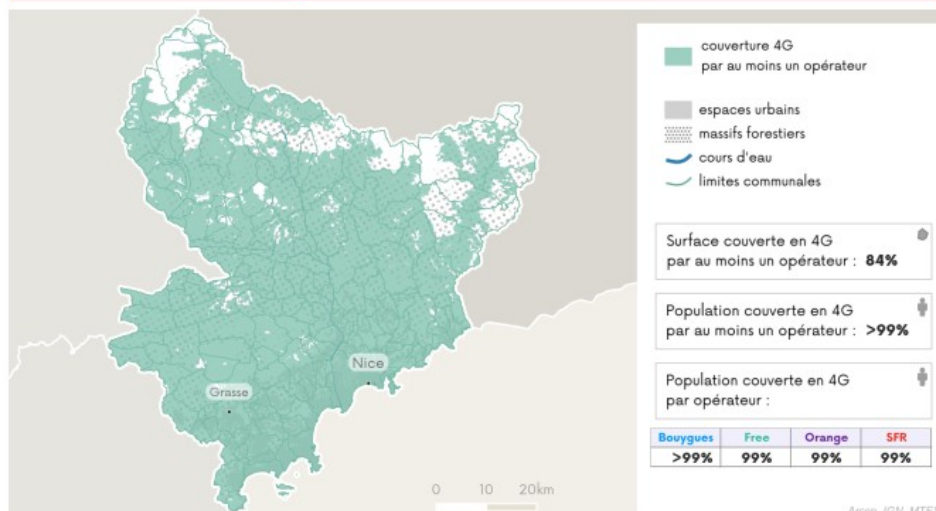 couverture 4G
par au moins un opérateur
espaces urbains
massifs forestiers
cours d'eau
limites communales
Surface couverte en 4G
par au moins un opérateur : 84%
Population couverte en 4G
par au moins un opérateur : >99%
Population couverte en 4G
par opérateur :
Bouygues Free Orange SFR
>99% 99% 99% 99%
Nice
Grasse
0 10 20km